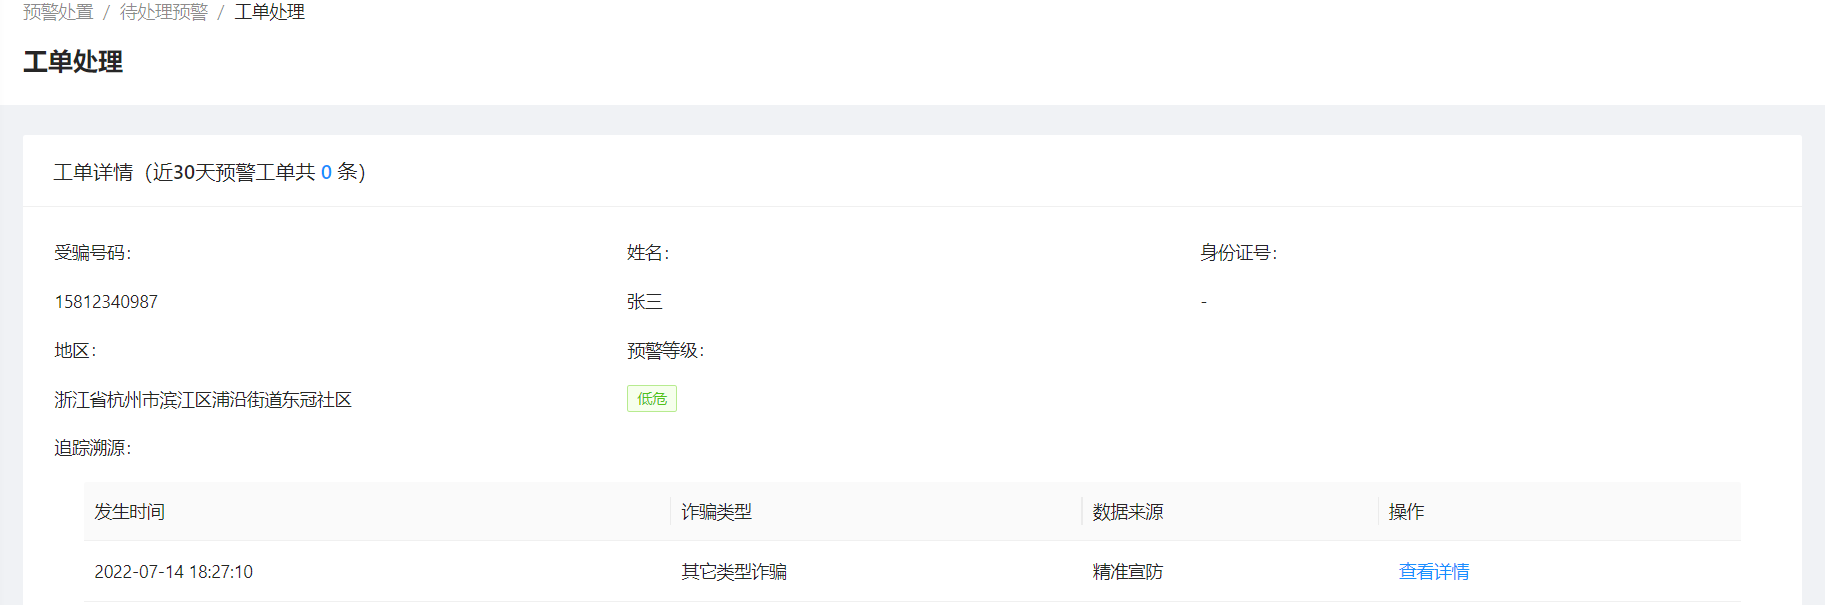 预警处置 / 待处理预警 / 工单处理
工单处理
工单详情（近30天预警工单共 0 条）
受骗号码： 姓名： 身份证号：
15812340987 张三 -
地区： 预警等级：
浙江省杭州市滨江区浦沿街道东冠社区 低危
追踪溯源：
发生时间 诈骗类型 数据来源 操作
2022-07-14 18:27:10 其它类型诈骗 精准宣防 查看详情